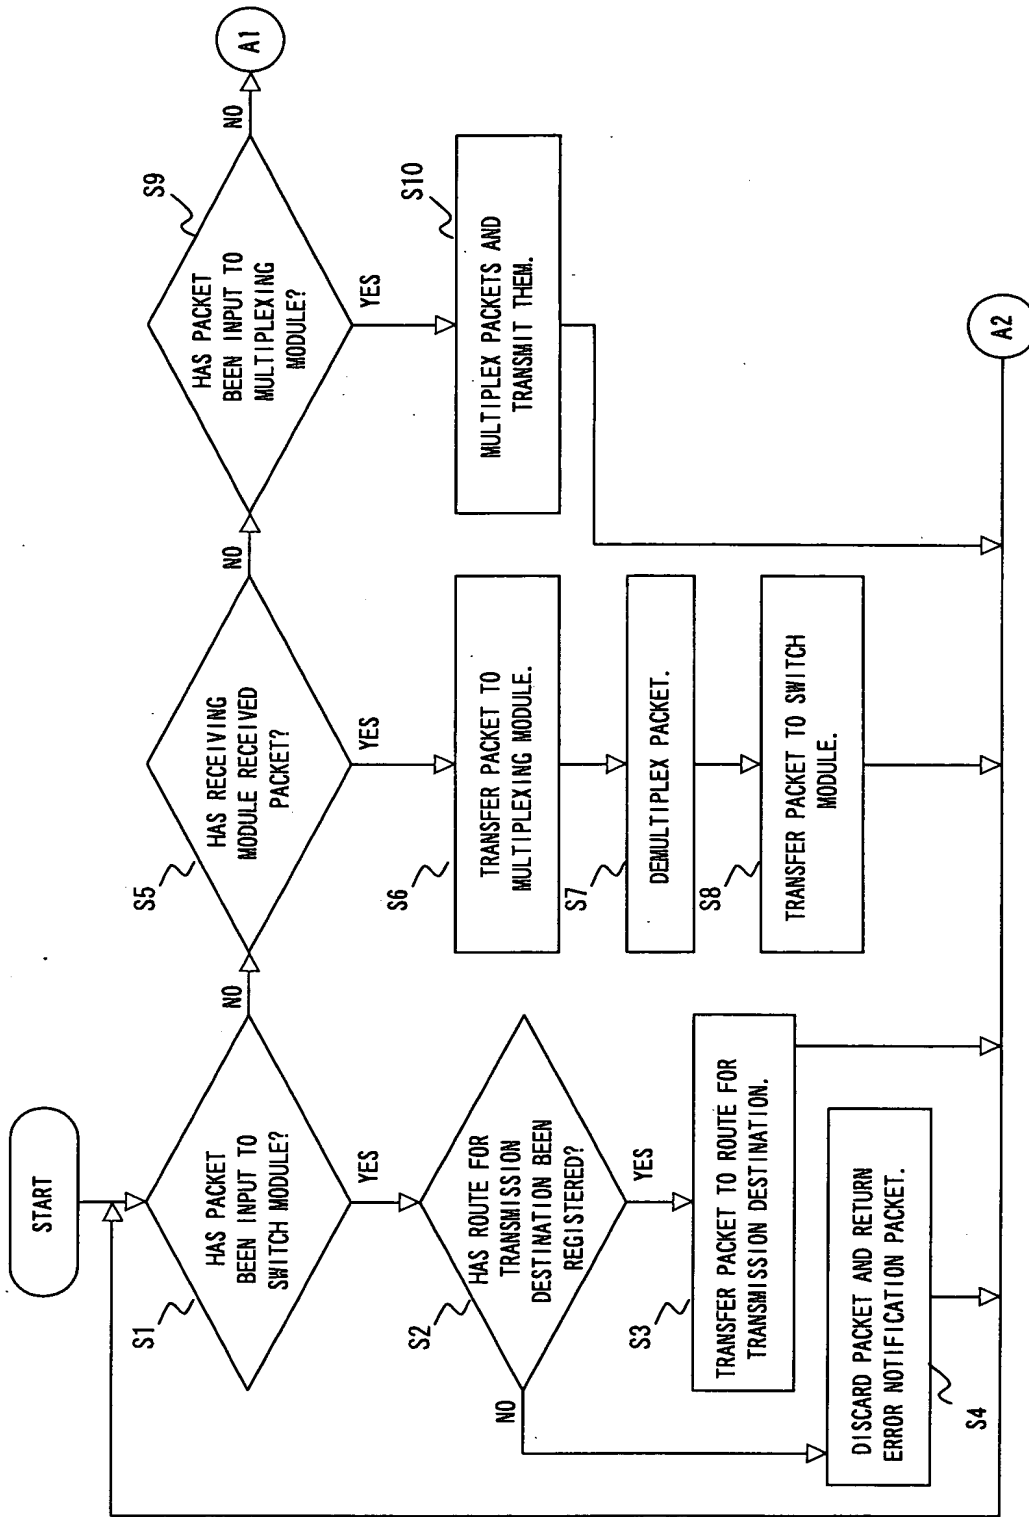 START
S1
HAS PACKET
BEEN INPUT TO
SWITCH MODULE?
NO
YES
S2
HAS ROUTE FOR
TRANSMISSION
DESTINATION BEEN
REGISTERED?
NO
YES
S3
TRANSFER PACKET TO ROUTE FOR
TRANSMISSION DESTINATION.
DISCARD PACKET AND RETURN
ERROR NOTIFICATION PACKET.
S4
S5
HAS RECEIVING
MODULE RECEIVED
PACKET?
NO
YES
S6
TRANSFER PACKET TO
MULTIPLEXING MODULE.
S7
DEMULTIPLEX PACKET.
S8
TRANSFER PACKET TO SWITCH
MODULE.
S9
HAS PACKET
BEEN INPUT TO
MULTIPLEXING
MODULE?
NO
A1
YES
S10
MULTIPLEX PACKETS AND
TRANSMIT THEM.
A2